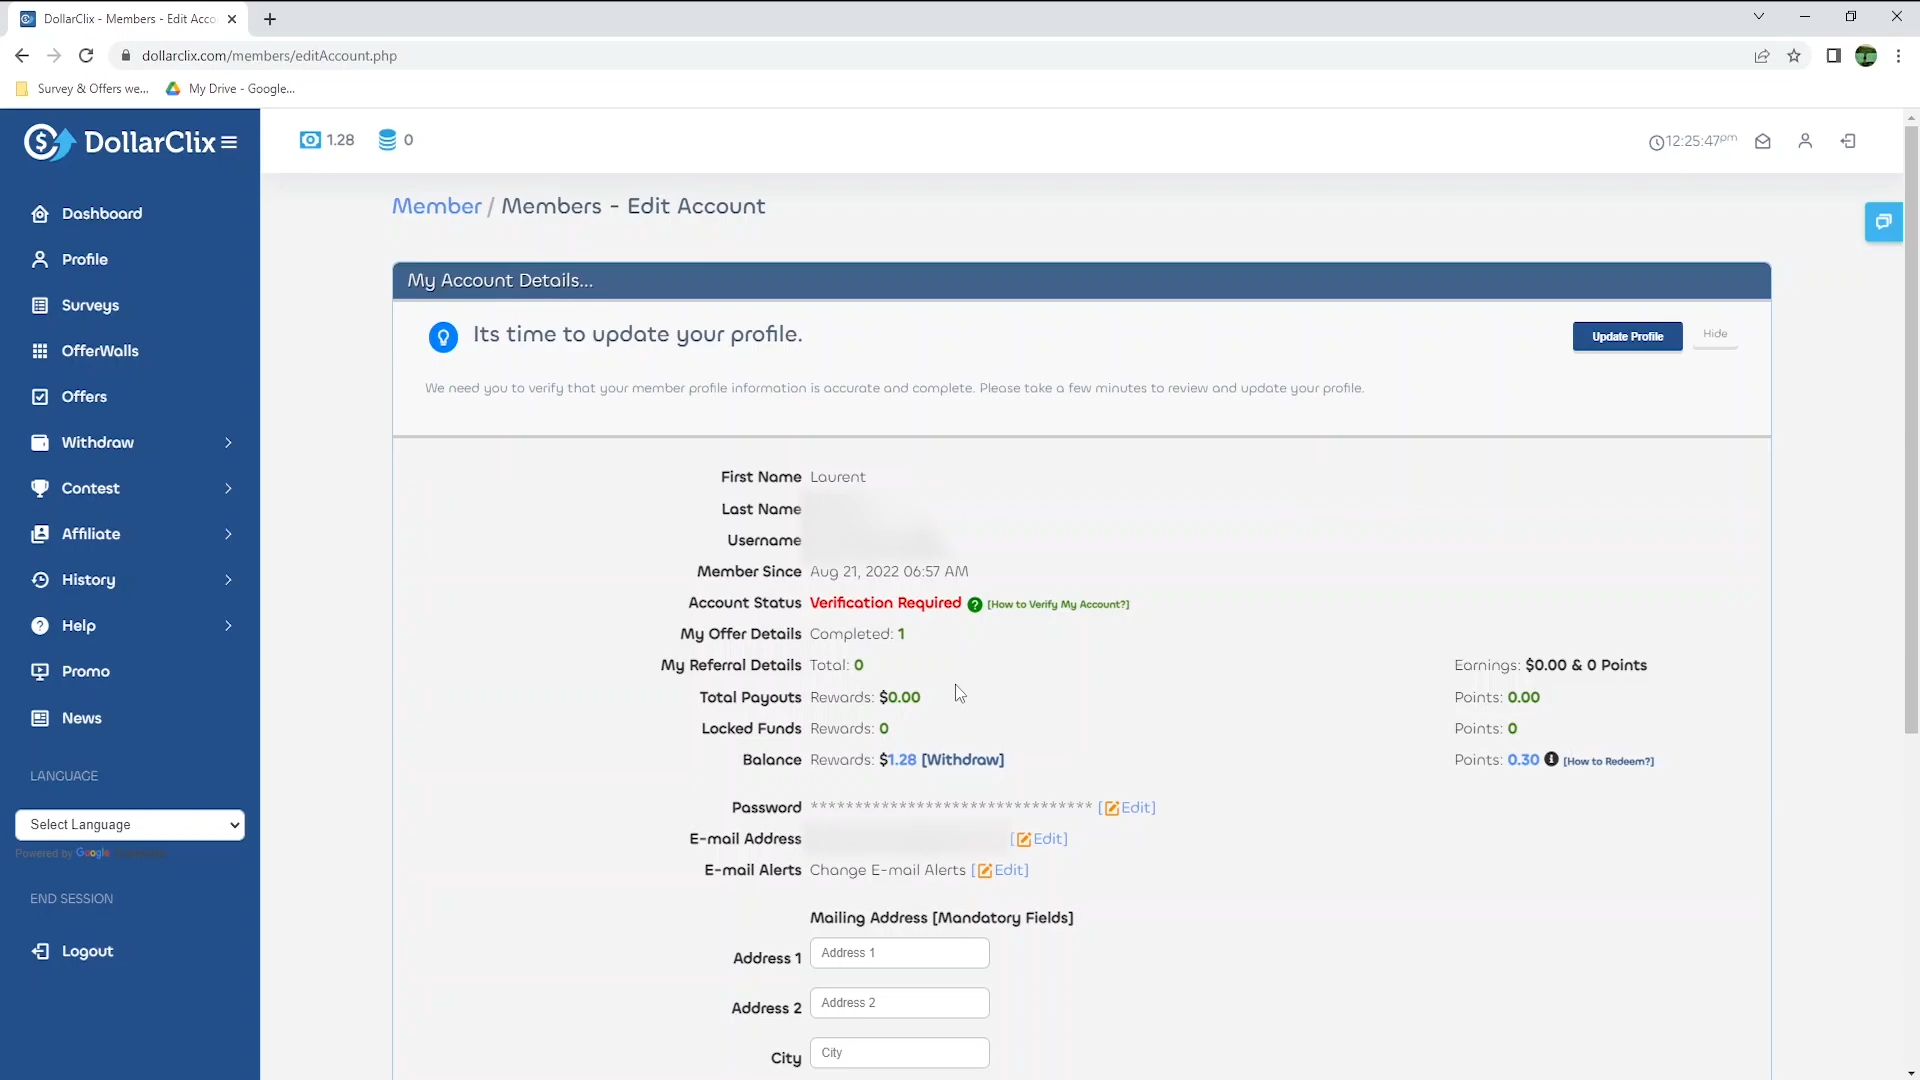 DollarClix - Members - Edit Acco
dollarclix.com/members/editAccount.php
Survey & Offers we...
My Drive - Google...
DollarClix
1.28
0
12:25:47pm
Dashboard
Profile
Surveys
OfferWalls
Offers
Withdraw
Contest
Affiliate
History
Help
Promo
News
LANGUAGE
Select Language
Powered by Google
END SESSION
Logout
Member / Members - Edit Account
My Account Details...
Its time to update your profile.
Update Profile
Hide
We need you to verify that your member profile information is accurate and complete. Please take a few minutes to review and update your profile.
First Name Laurent
Last Name
Username
Member Since Aug 21, 2022 06:57 AM
Account Status Verification Required ? [How to Verify My Account?]
My Offer Details Completed: 1
My Referral Details Total: 0 Earnings: $0.00 & 0 Points
Total Payouts Rewards: $0.00 Points: 0.00
Locked Funds Rewards: 0 Points: 0
Balance Rewards: $1.28 [Withdraw] Points: 0.30 [How to Redeem?]
Password ******************************** [Edit]
E-mail Address [Edit]
E-mail Alerts Change E-mail Alerts [Edit]
Mailing Address [Mandatory Fields]
Address 1 Address 1
Address 2 Address 2
City City